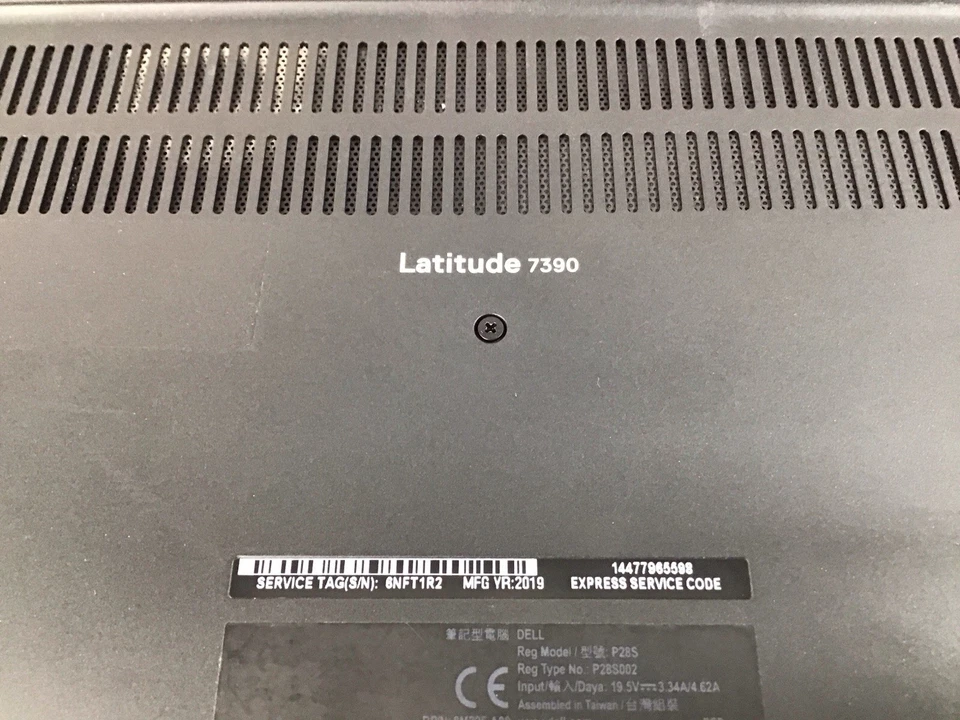 Latitude 7390
SERVICE TAG(S/N): 6NFT1R2 MFG YR:2019
14477965598
EXPRESS SERVICE CODE
筆記型電腦 DELL
Reg Model / 型號: P28S
Reg Type No.: P28S002
CE
Input/輸入/Daya: 19.5V⎓3.34A/4.62A
Assembled in Taiwan / 台灣組裝